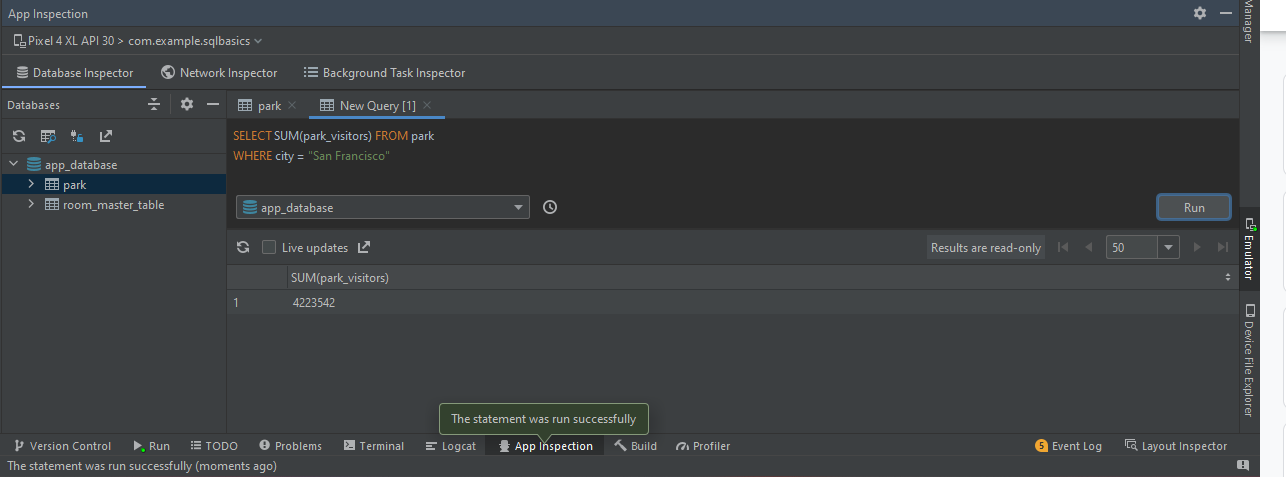 App Inspection
Pixel 4 XL API 30 > com.example.sqlbasics
Database Inspector Network Inspector Background Task Inspector
Databases
park New Query [1]
SELECT SUM(park_visitors) FROM park
WHERE city = "San Francisco"
app_database
park
room_master_table
app_database Run
Live updates Results are read-only 50
SUM(park_visitors)
1 4223542
The statement was run successfully
Version Control Run TODO Problems Terminal Logcat App Inspection Build Profiler 5 Event Log Layout Inspector
The statement was run successfully (moments ago)
Manager
Emulator
Device File Explorer